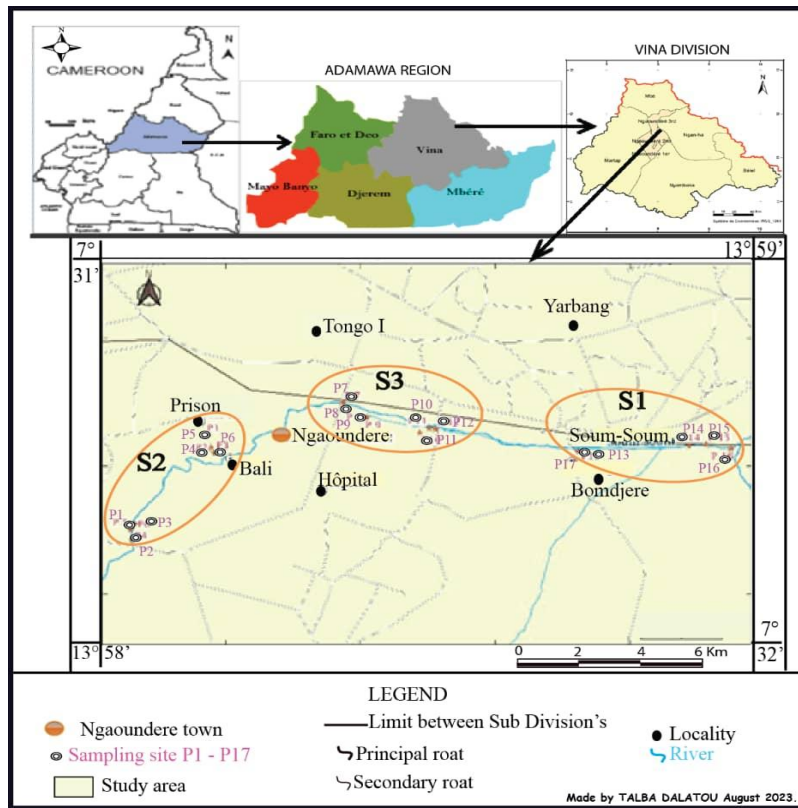 CAMEROON
N
ADAMAWA REGION
Faro et Deo
Vina
Mayo Banyo
Djerem
Mbéré
VINA DIVISION
N
Mbe
Martap
7°
31'
13°59'
Tongo I
Yarbang
P7
S3
P10
P8
P9
P12
P11
S1
Prison
P5
P6
P4
S2
Bali
Ngaoundere
Hôpital
P14
P15
Soum-Soum
P17
P13
P16
Bomdjere
P1
P3
P2
13°58'
7°
32'
0 2 4 6 Km
LEGEND
Ngaoundere town
Limit between Sub Division's
Locality
Sampling site P1 - P17
Principal roat
River
Study area
Secondary roat
Made by TALBA DALATOU August 2023.